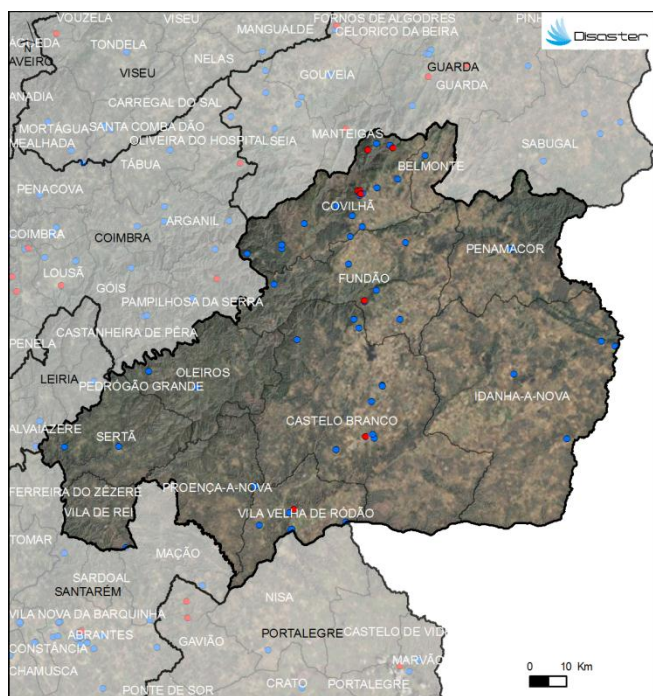 VOUZELA
VISEU
MANGUALDE
FORNOS DE ALGODRES
CELORICO DA BEIRA
Disaster
TONDELA
NELAS
AVEIRO
VISEU
GOUVEIA
GUARDA
GUARDA
ANADIA
CARREGAL DO SAL
MORTÁGUA
SANTA COMBA DÃO
MANTEIGAS
MEALHADA
OLIVEIRA DO HOSPITAL
SEIA
SABUGAL
TÁBUA
BELMONTE
PENACOVA
COVILHÃ
ARGANIL
COIMBRA
COIMBRA
PENAMACOR
LOUSÃ
FUNDÃO
GÓIS
PAMPILHOSA DA SERRA
CASTANHEIRA DE PÊRA
PENELA
OLEIROS
LEIRIA
PEDRÓGÃO GRANDE
IDANHA-A-NOVA
ALVAIÁZERE
CASTELO BRANCO
SERTÃ
FERREIRA DO ZÊZERE
PROENÇA-A-NOVA
VILA DE REI
VILA VELHA DE RÓDÃO
TOMAR
MAÇÃO
SARDOAL
SANTARÉM
NISA
VILA NOVA DA BARQUINHA
ABRANTES
PORTALEGRE
CASTELO DE VID
CONSTÂNCIA
GAVIÃO
MARVÃO
CHAMUSCA
PONTE DE SOR
CRATO
PORTALEGRE
0 10 Km